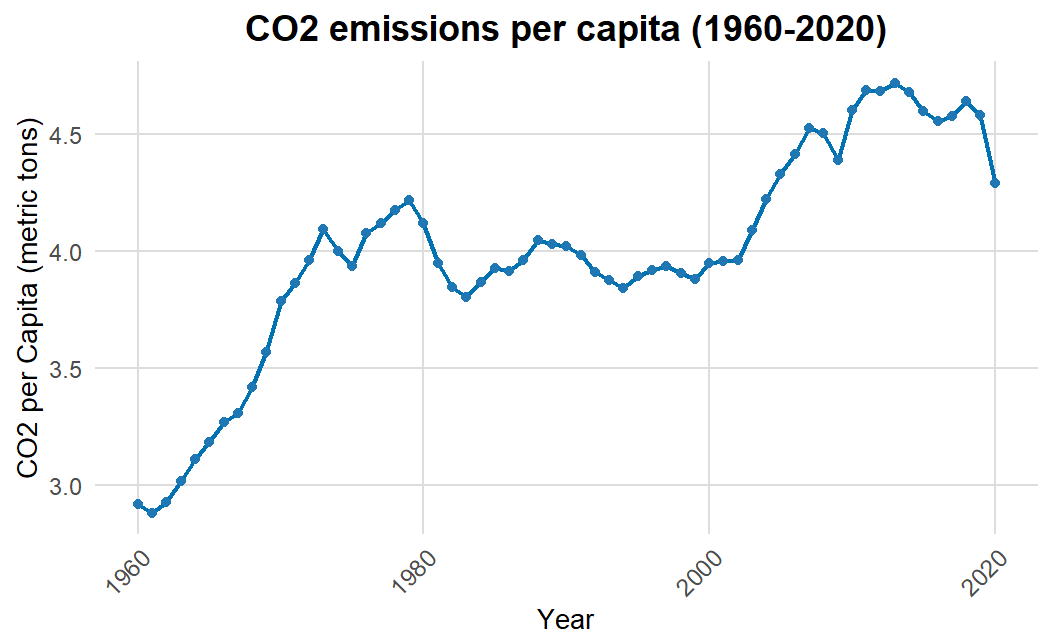 CO2 emissions per capita (1960-2020)
CO2 per Capita (metric tons)
4.5
4.0
3.5
3.0
1960
1980
2000
2020
Year